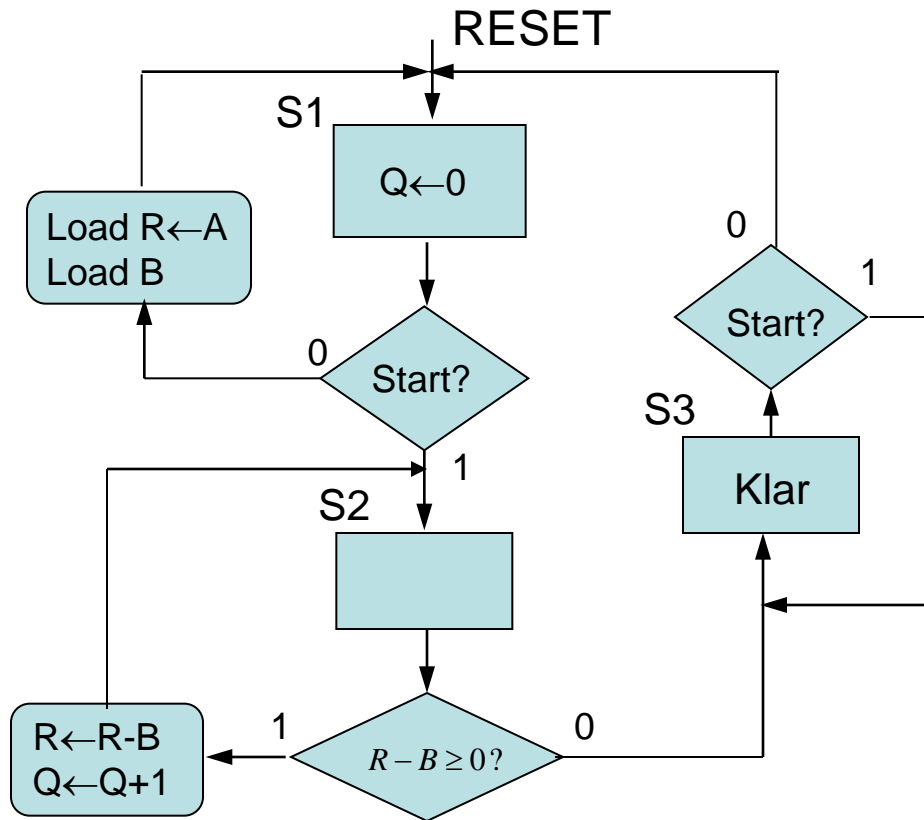 RESET
S1
Q←0
Load R←A
Load B
0
Start?
1
0
Start?
1
S3
Klar
S2
R←R-B
Q←Q+1
1
R – B ≥ 0 ?
0